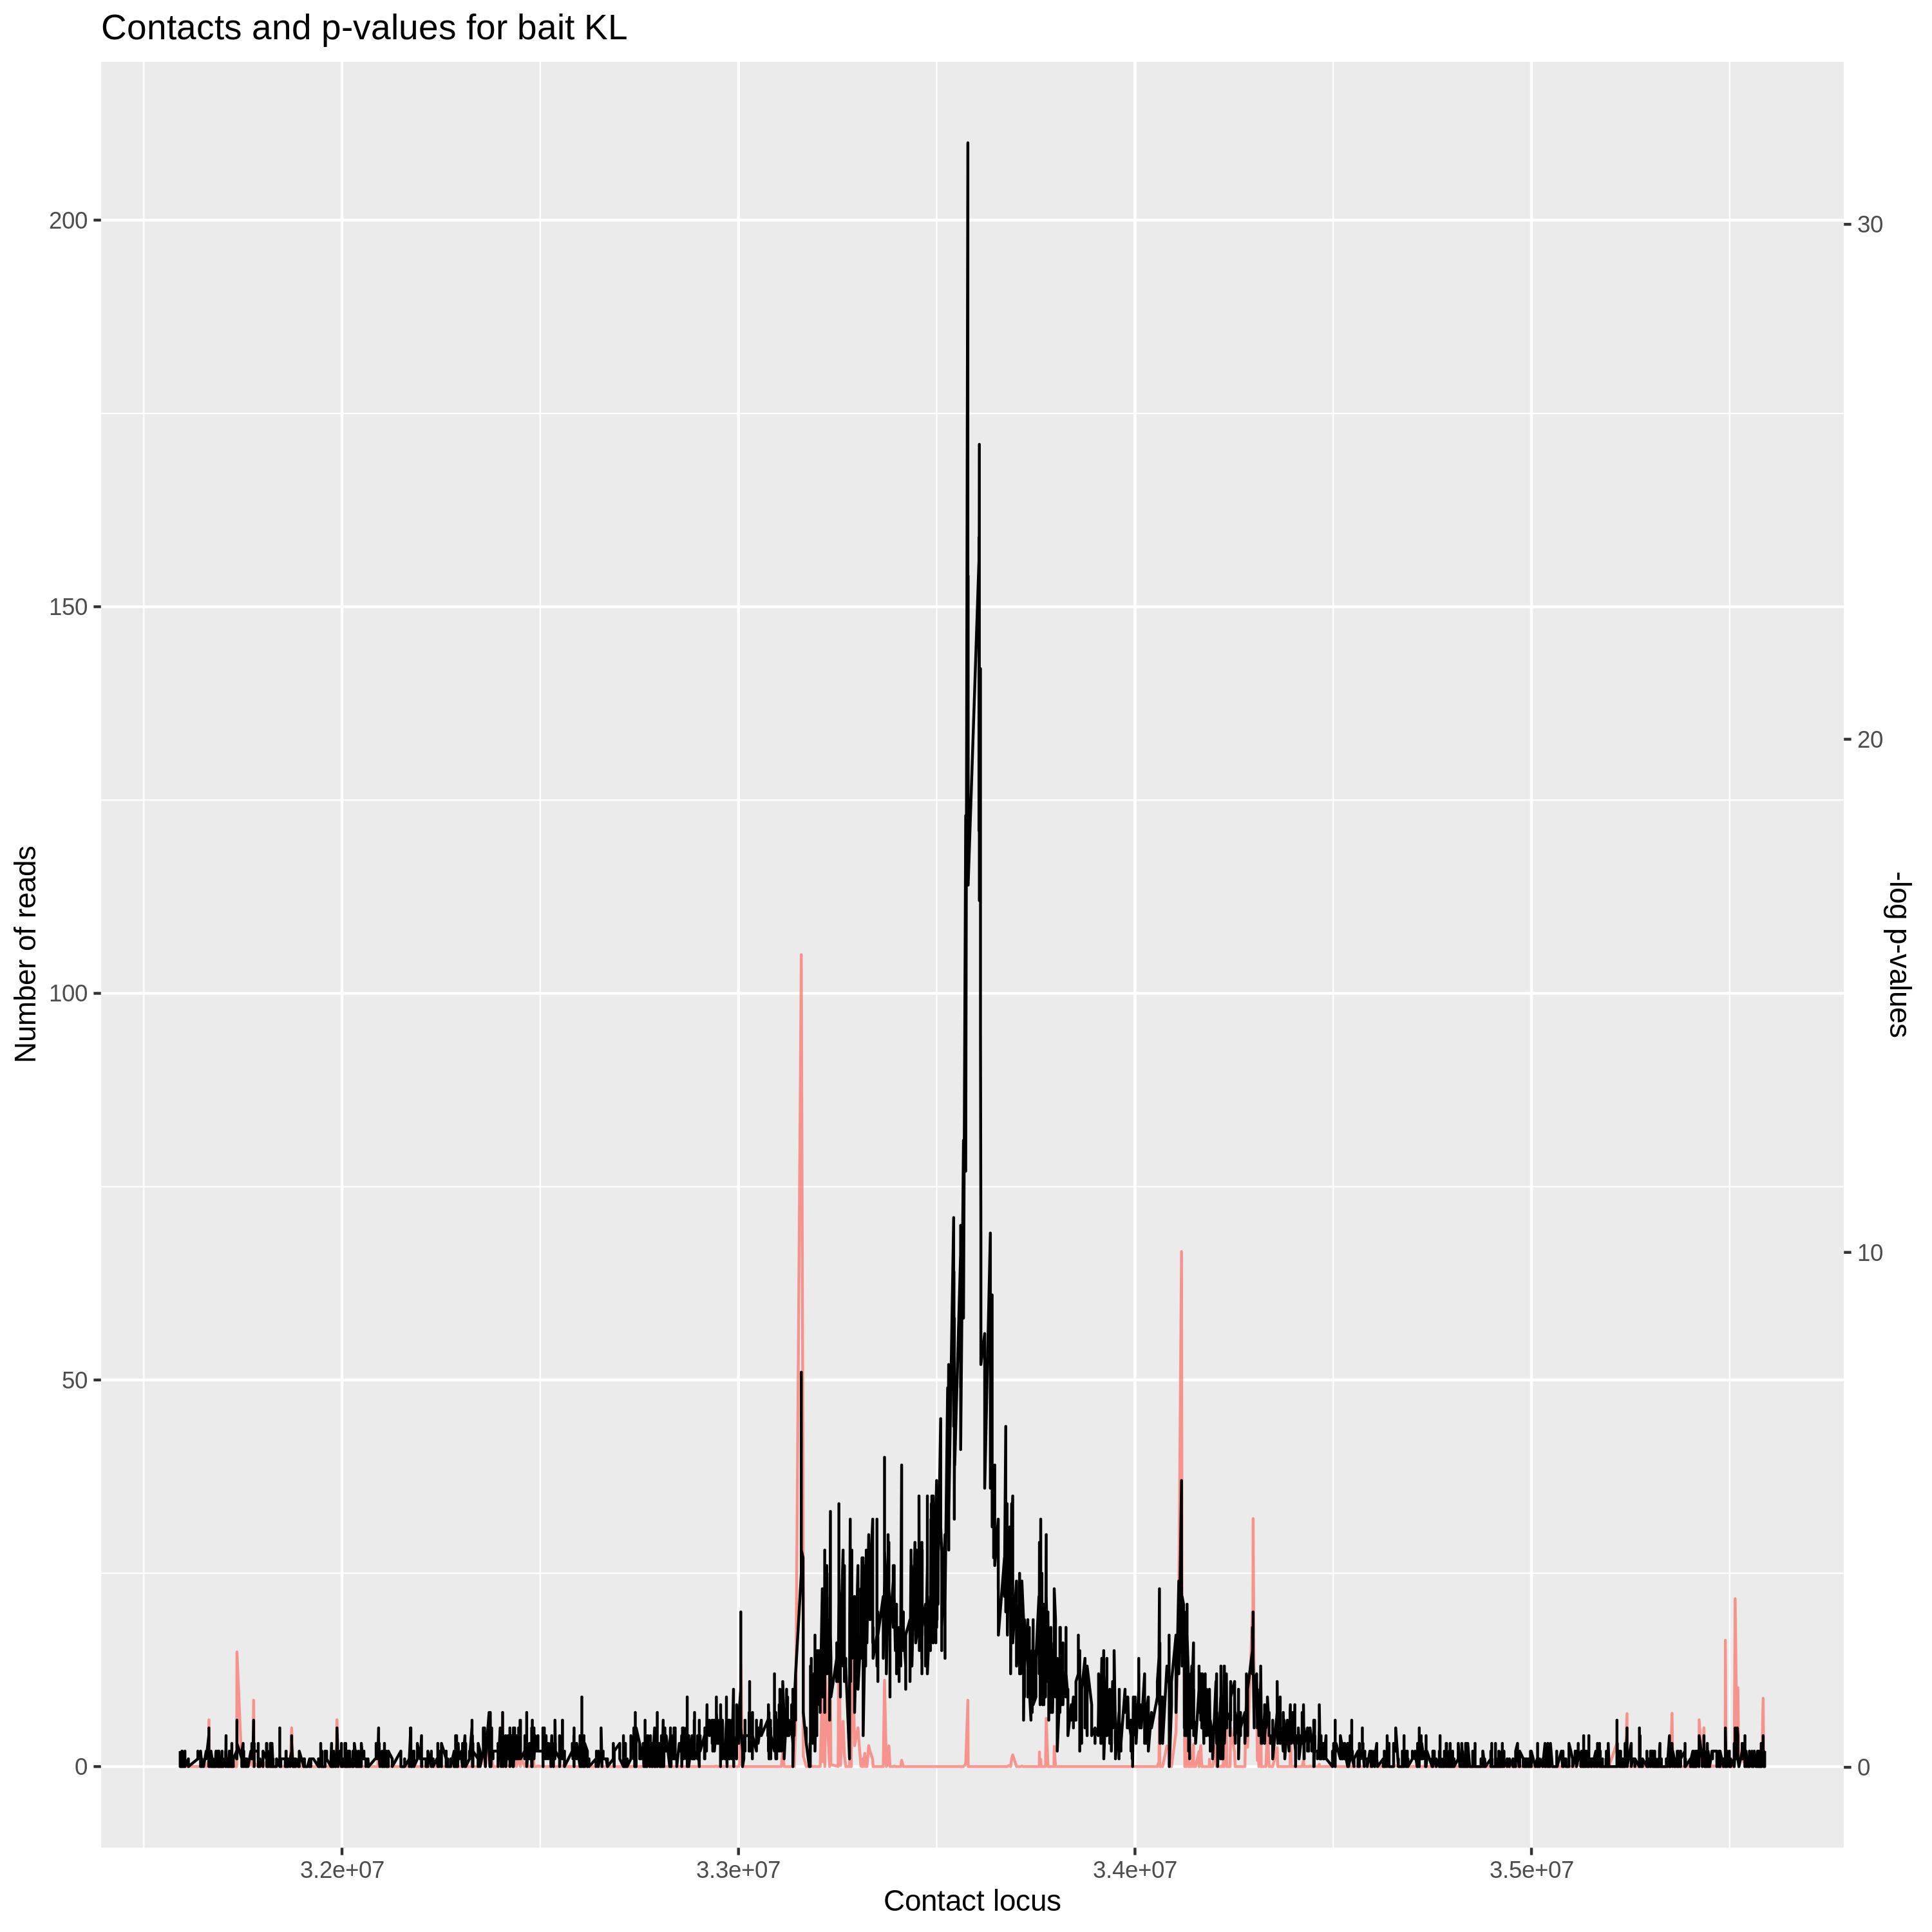 Contacts and p-values for bait KL
200
150
100
50
0
Number of reads
30
20
10
0
-log p-values
3.2e+07
3.3e+07
3.4e+07
3.5e+07
Contact locus